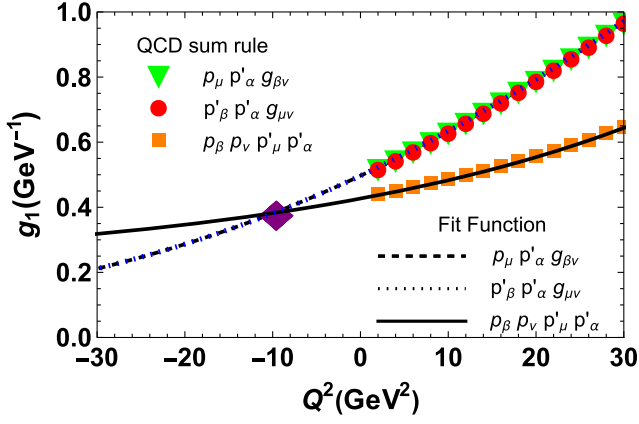 1.0
0.8
0.6
0.4
0.2
0.0
g₁(GeV⁻¹)
QCD sum rule
pμ p'α gβν
p'β p'α gμν
pβ pν p'μ p'α
Fit Function
pμ p'α gβν
p'β p'α gμν
pβ pν p'μ p'α
−30 −20 −10 0 10 20 30
Q²(GeV²)